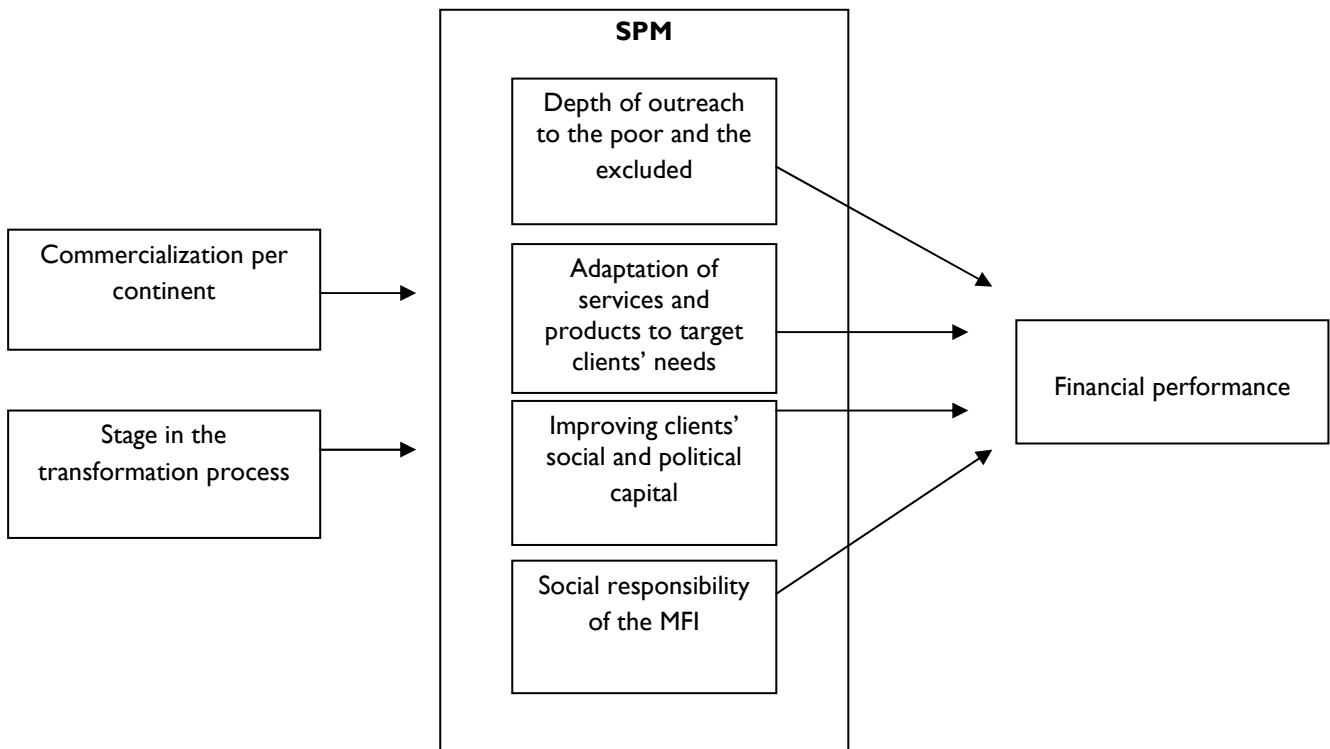 SPM
Depth of outreach
to the poor and the
excluded
Commercialization per
continent
Adaptation of
services and
products to target
clients’ needs
Financial performance
Stage in the
transformation process
Improving clients’
social and political
capital
Social responsibility
of the MFI